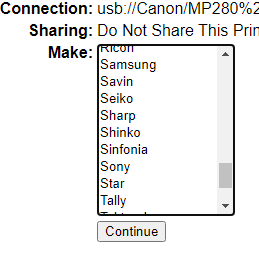 Connection: usb://Canon/MP280%2
Sharing: Do Not Share This Prin
Make:
Ricoh
Samsung
Savin
Seiko
Sharp
Shinko
Sinfonia
Sony
Star
Tally
Continue